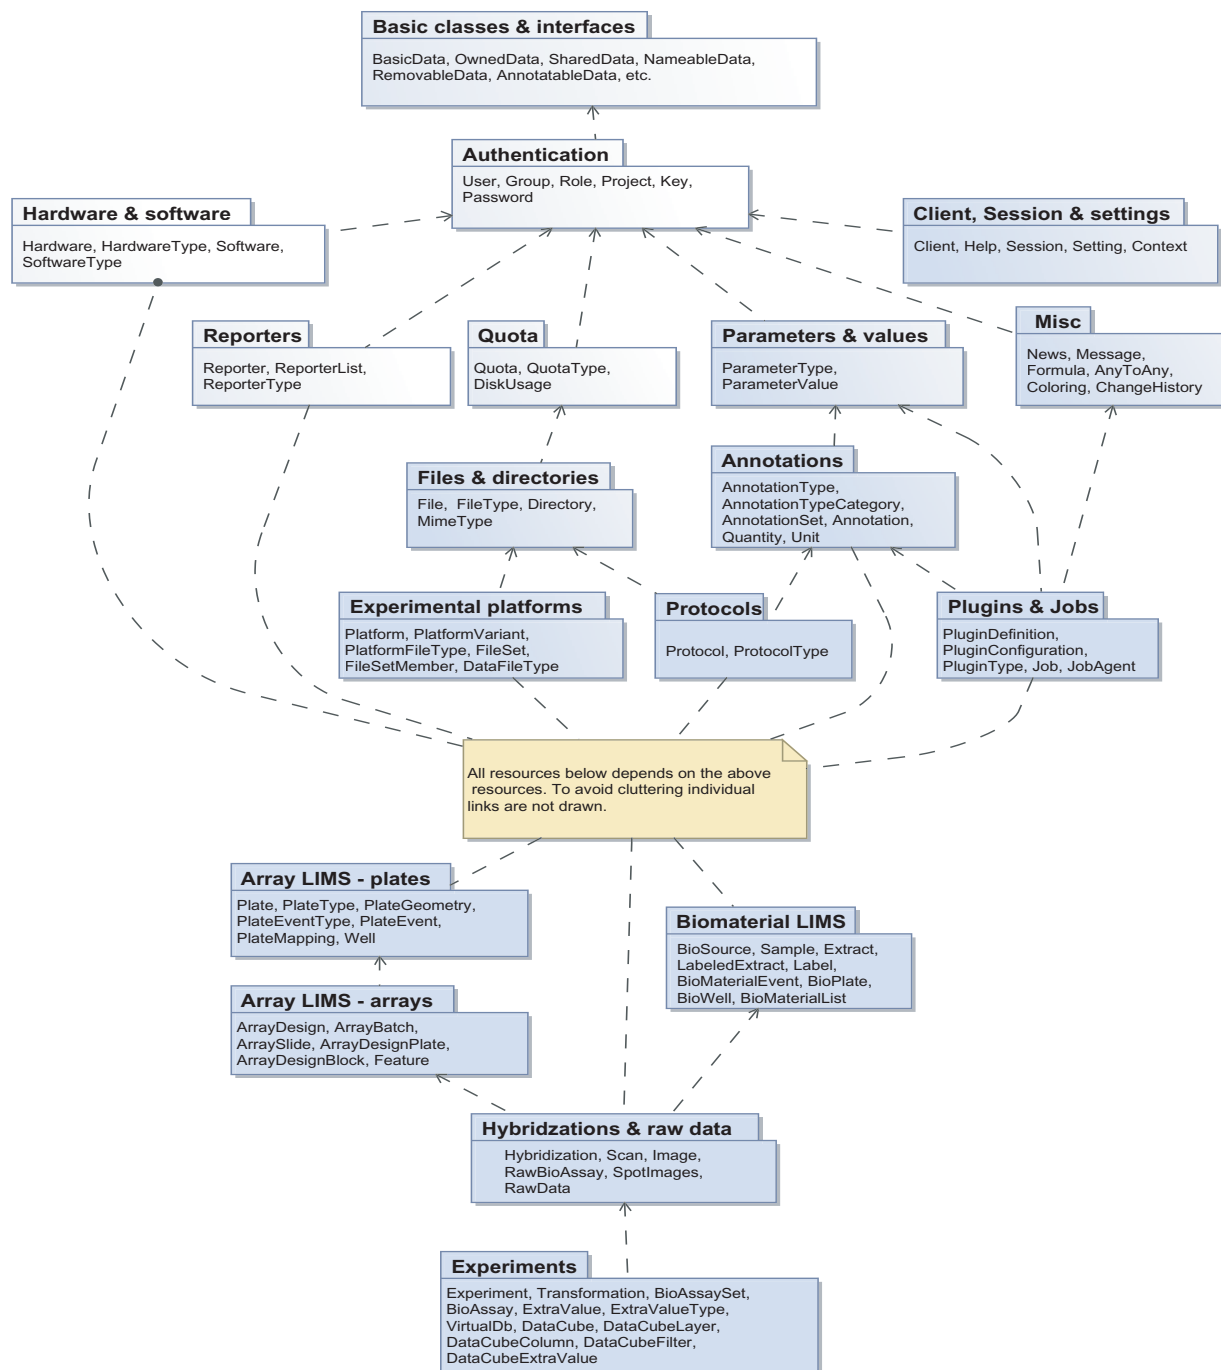 Basic classes & interfaces
BasicData, OwnedData, SharedData, NameableData,
RemovableData, AnnotatableData, etc.
Authentication
User, Group, Role, Project, Key,
Password
Hardware & software
Hardware, HardwareType, Software,
SoftwareType
Client, Session & settings
Client, Help, Session, Setting, Context
Reporters
Reporter, ReporterList,
ReporterType
Quota
Quota, QuotaType,
DiskUsage
Parameters & values
ParameterType,
ParameterValue
Misc
News, Message,
Formula, AnyToAny,
Coloring, ChangeHistory
Files & directories
File, FileType, Directory,
MimeType
Annotations
AnnotationType,
AnnotationTypeCategory,
AnnotationSet, Annotation,
Quantity, Unit
Experimental platforms
Platform, PlatformVariant,
PlatformFileType, FileSet,
FileSetMember, DataFileType
Protocols
Protocol, ProtocolType
Plugins & Jobs
PluginDefinition,
PluginConfiguration,
PluginType, Job, JobAgent
All resources below depends on the above
resources. To avoid cluttering individual
links are not drawn.
Array LIMS - plates
Plate, PlateType, PlateGeometry,
PlateEventType, PlateEvent,
PlateMapping, Well
Biomaterial LIMS
BioSource, Sample, Extract,
LabeledExtract, Label,
BioMaterialEvent, BioPlate,
BioWell, BioMaterialList
Array LIMS - arrays
ArrayDesign, ArrayBatch,
ArraySlide, ArrayDesignPlate,
ArrayDesignBlock, Feature
Hybridzations & raw data
Hybridization, Scan, Image,
RawBioAssay, SpotImages,
RawData
Experiments
Experiment, Transformation, BioAssaySet,
BioAssay, ExtraValue, ExtraValueType,
VirtualDb, DataCube, DataCubeLayer,
DataCubeColumn, DataCubeFilter,
DataCubeExtraValue